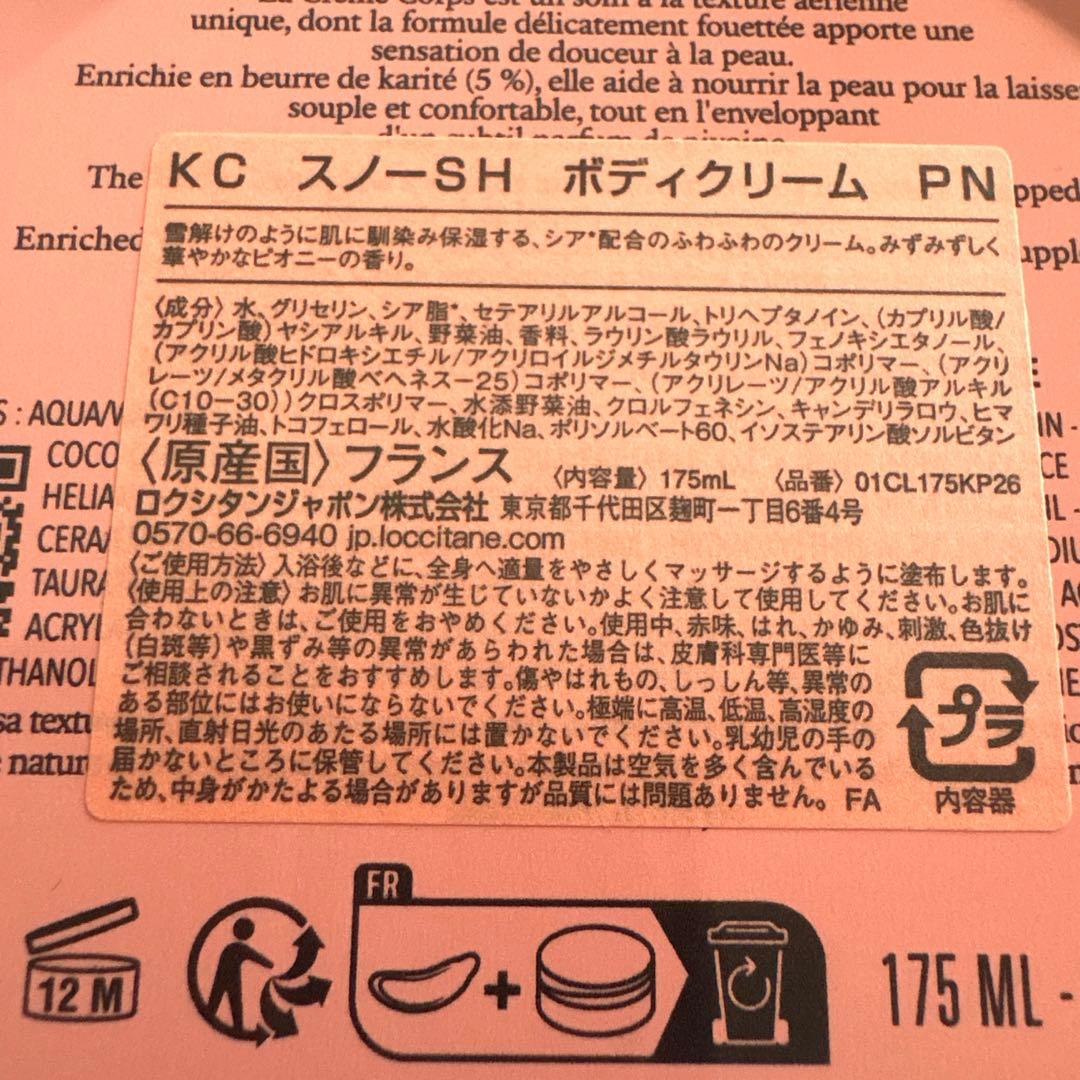 unique, dont la formule délicatement fouettée apporte une
sensation de douceur à la peau.
Enrichie en beurre de karité (5 %), elle aide à nourrir la peau pour la laisser
souple et confortable, tout en l'enveloppant
The
KC スノーSH ボディクリーム PN
Enriched
雪解けのように肌に馴染み保湿する、シア*配合のふわふわのクリーム。みずみずしく
華やかなピオニーの香り。
〈成分〉水、グリセリン、シア脂*、セテアリルアルコール、トリヘプタノイン、(カプリル酸/
カプリン酸)ヤシアルキル、野菜油、香料、ラウリン酸ラウリル、フェノキシエタノール、
(アクリル酸ヒドロキシエチル/アクリロイルジメチルタウリンNa)コポリマー、(アクリ
レーツ/メタクリル酸ベヘネスー25)コポリマー、(アクリレーツ/アクリル酸アルキル
(C10ー30))クロスポリマー、水添野菜油、クロルフェネシン、キャンデリラロウ、ヒマ
ワリ種子油、トコフェロール、水酸化Na、ポリソルベート60、イソステアリン酸ソルビタン
〈原産国〉フランス 〈内容量〉175mL 〈品番〉01CL175KP26
ロクシタンジャポン株式会社 東京都千代田区麹町一丁目6番4号
0570-66-6940 jp.loccitane.com
〈ご使用方法〉入浴後などに、全身へ適量をやさしくマッサージするように塗布します。
〈使用上の注意〉お肌に異常が生じていないかよく注意して使用してください。お肌に
合わないときは、ご使用をおやめください。使用中、赤味、はれ、かゆみ、刺激、色抜け
(白斑等)や黒ずみ等の異常があらわれた場合は、皮膚科専門医等に
ご相談されることをおすすめします。傷やはれもの、しっしん等、異常の
ある部位にはお使いにならないでください。極端に高温、低温、高湿度の
場所、直射日光のあたる場所には置かないでください。乳幼児の手の
届かないところに保管してください。本製品は空気を多く含んでいる
ため、中身がかたよる場合がありますが品質には問題ありません。 FA
プラ
内容器
S : AQUA/
COCO
HELIA
CERA
TAURA
ACRYL
THANOL
sa textu
natur
FR
12 M
+
175 ML -